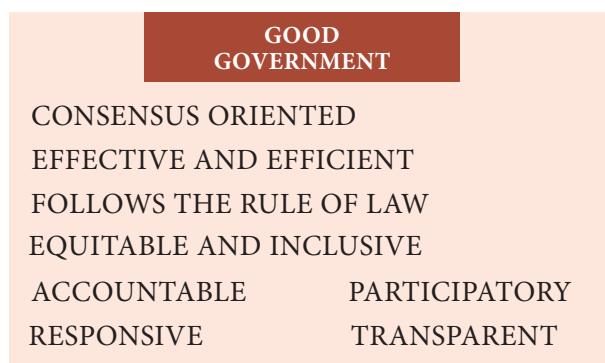 GOOD
GOVERNMENT
CONSENSUS ORIENTED
EFFECTIVE AND EFFICIENT
FOLLOWS THE RULE OF LAW
EQUITABLE AND INCLUSIVE
ACCOUNTABLE PARTICIPATORY
RESPONSIVE TRANSPARENT